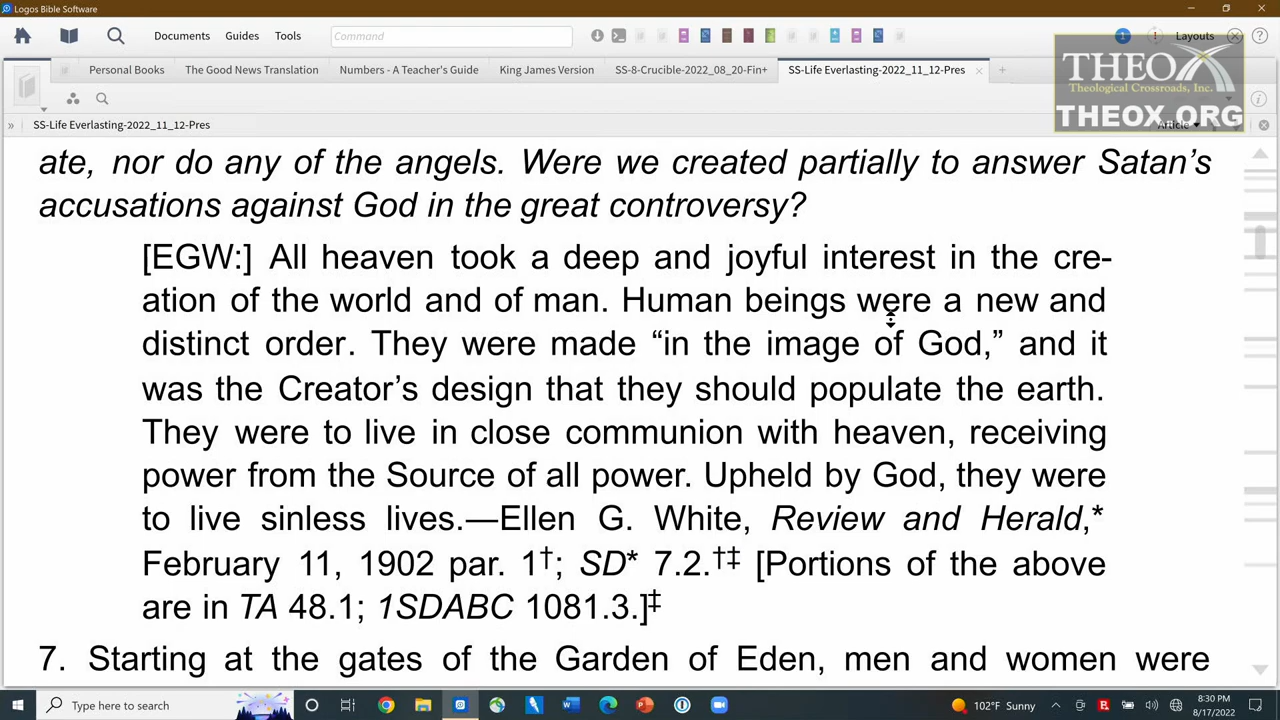 Logos Bible Software
Documents Guides Tools Command Layouts
THEOX
Theological Crossroads, Inc.
THEOX.ORG
Personal Books The Good News Translation Numbers - A Teacher's Guide King James Version SS-8-Crucible-2022_08_20-Fin+ SS-Life Everlasting-2022_11_12-Pres
SS-Life Everlasting-2022_11_12-Pres Article
ate, nor do any of the angels. Were we created partially to answer Satan’s
accusations against God in the great controversy?
[EGW:] All heaven took a deep and joyful interest in the cre-
ation of the world and of man. Human beings were a new and
distinct order. They were made “in the image of God,” and it
was the Creator’s design that they should populate the earth.
They were to live in close communion with heaven, receiving
power from the Source of all power. Upheld by God, they were
to live sinless lives.—Ellen G. White, Review and Herald,*
February 11, 1902 par. 1†; SD* 7.2.†‡ [Portions of the above
are in TA 48.1; 1SDABC 1081.3.]‡
7. Starting at the gates of the Garden of Eden, men and women were
Type here to search
102°F Sunny
8:30 PM
8/17/2022